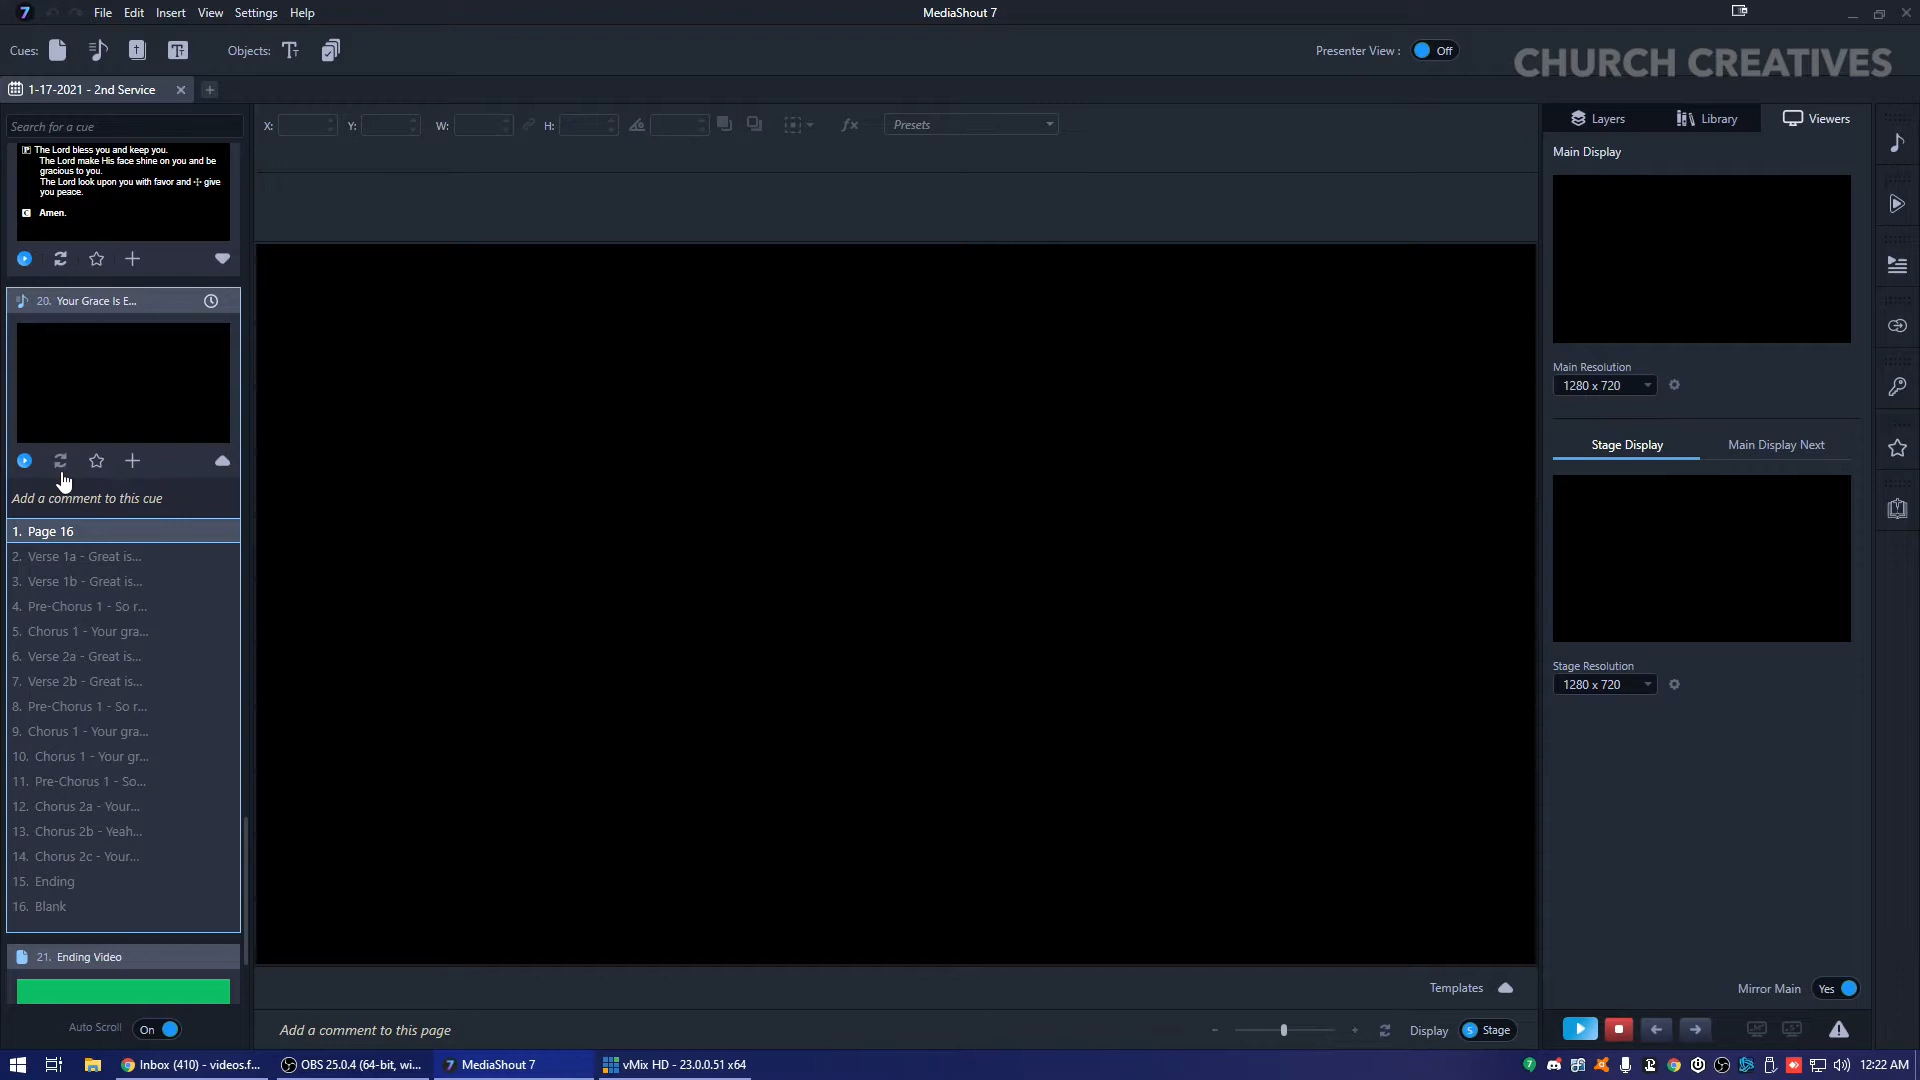 7 File Edit Insert View Settings Help
MediaShout 7
Cues: Objects:
Presenter View : Off
CHURCH CREATIVES
1-17-2021 - 2nd Service
Search for a cue
X: Y: W: H: fx Presets
Layers Library Viewers
P The Lord bless you and keep you.
The Lord make His face shine on you and be
gracious to you.
The Lord look upon you with favor and give
you peace.
C Amen.
20. Your Grace Is E...
Add a comment to this cue
1. Page 16
2. Verse 1a - Great is...
3. Verse 1b - Great is...
4. Pre-Chorus 1 - So r...
5. Chorus 1 - Your gra...
6. Verse 2a - Great is...
7. Verse 2b - Great is...
8. Pre-Chorus 1 - So r...
9. Chorus 1 - Your gra...
10. Chorus 1 - Your gr...
11. Pre-Chorus 1 - So...
12. Chorus 2a - Your...
13. Chorus 2b - Yeah...
14. Chorus 2c - Your...
15. Ending
16. Blank
21. Ending Video
Auto Scroll On
Main Display
Main Resolution
1280 x 720
Stage Display Main Display Next
Stage Resolution
1280 x 720
Mirror Main Yes
Templates
Add a comment to this page
Display S Stage
Inbox (410) - videos.f...
OBS 25.0.4 (64-bit, wi...
7 MediaShout 7
vMix HD - 23.0.0.51 x64
12:22 AM